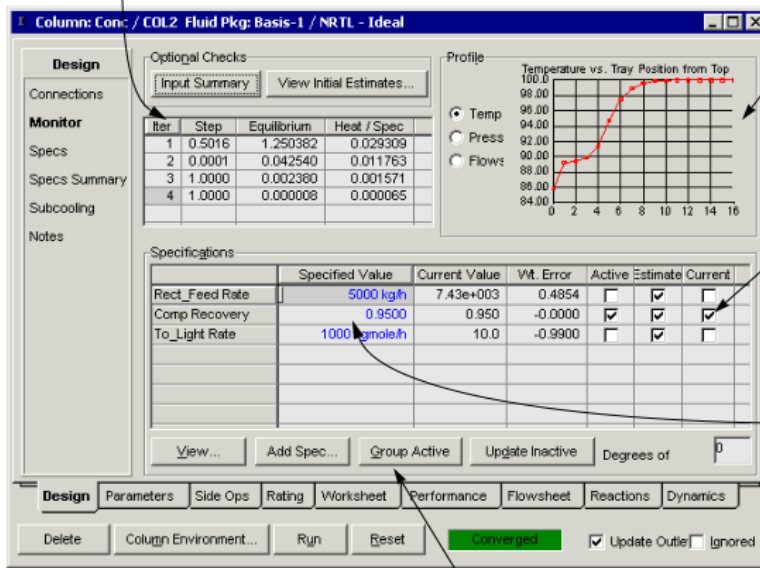 Column: Conc / COL2 Fluid Pkg: Basis-1 / NRTL - Ideal
Design
Connections
Monitor
Specs
Specs Summary
Subcooling
Notes
Optional Checks
Input Summary
View Initial Estimates...
Iter Step Equilibrium Heat / Spec
1 0.5016 1.250382 0.029309
2 0.0001 0.042540 0.011763
3 1.0000 0.002380 0.001571
4 1.0000 0.000008 0.000065
Profile
Temp
Press
Flows
Temperature vs. Tray Position from Top
100.0
98.00
96.00
94.00
92.00
90.00
88.00
86.00
84.00
0 2 4 6 8 10 12 14 16
Specifications
Specified Value Current Value Wt. Error Active Estimate Current
Rect_Feed Rate 5000 kg/h 7.43e+003 0.4854
Comp Recovery 0.9500 0.950 -0.0000
To_Light Rate 1000 kgmole/h 10.0 -0.9900
View... Add Spec... Group Active Update Inactive Degrees of 0
Design Parameters Side Ops Rating Worksheet Performance Flowsheet Reactions Dynamics
Delete Column Environment... Run Reset Converged Update Outlet Ignored